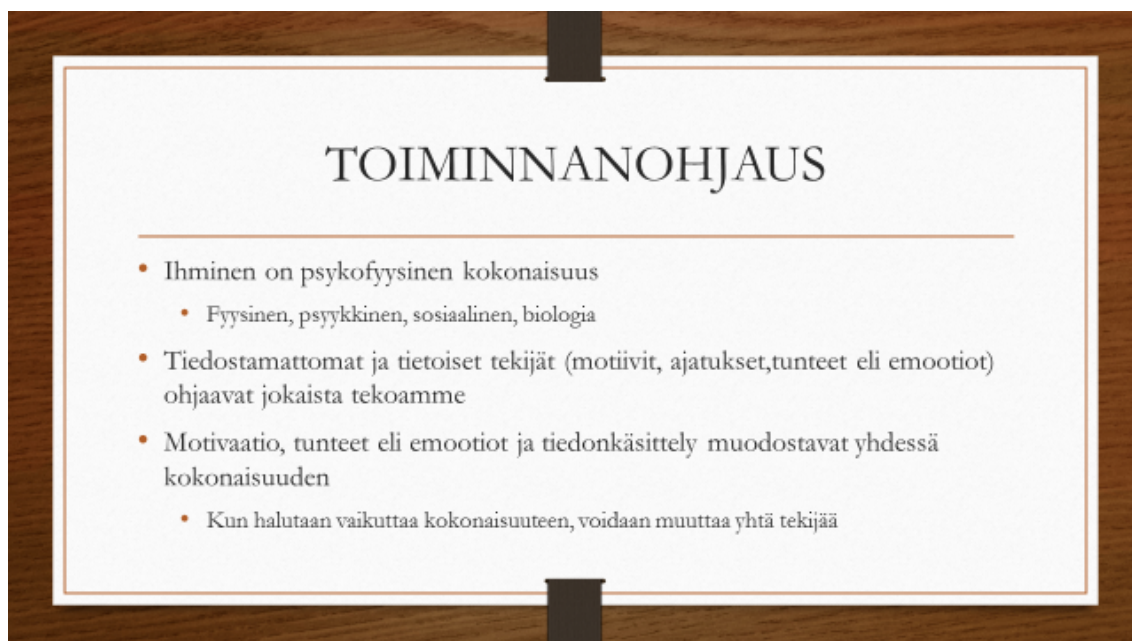 TOIMINNANOHJAUS
• Ihminen on psykofyysinen kokonaisuus
• Fyysinen, psyykkinen, sosiaalinen, biologia
• Tiedostamattomat ja tietoiset tekijät (motiivit, ajatukset,tunteet eli emootiot)
ohjaavat jokaista tekoamme
• Motivaatio, tunteet eli emootiot ja tiedonkäsittely muodostavat yhdessä
kokonaisuuden
• Kun halutaan vaikuttaa kokonaisuuteen, voidaan muuttaa yhtä tekijää